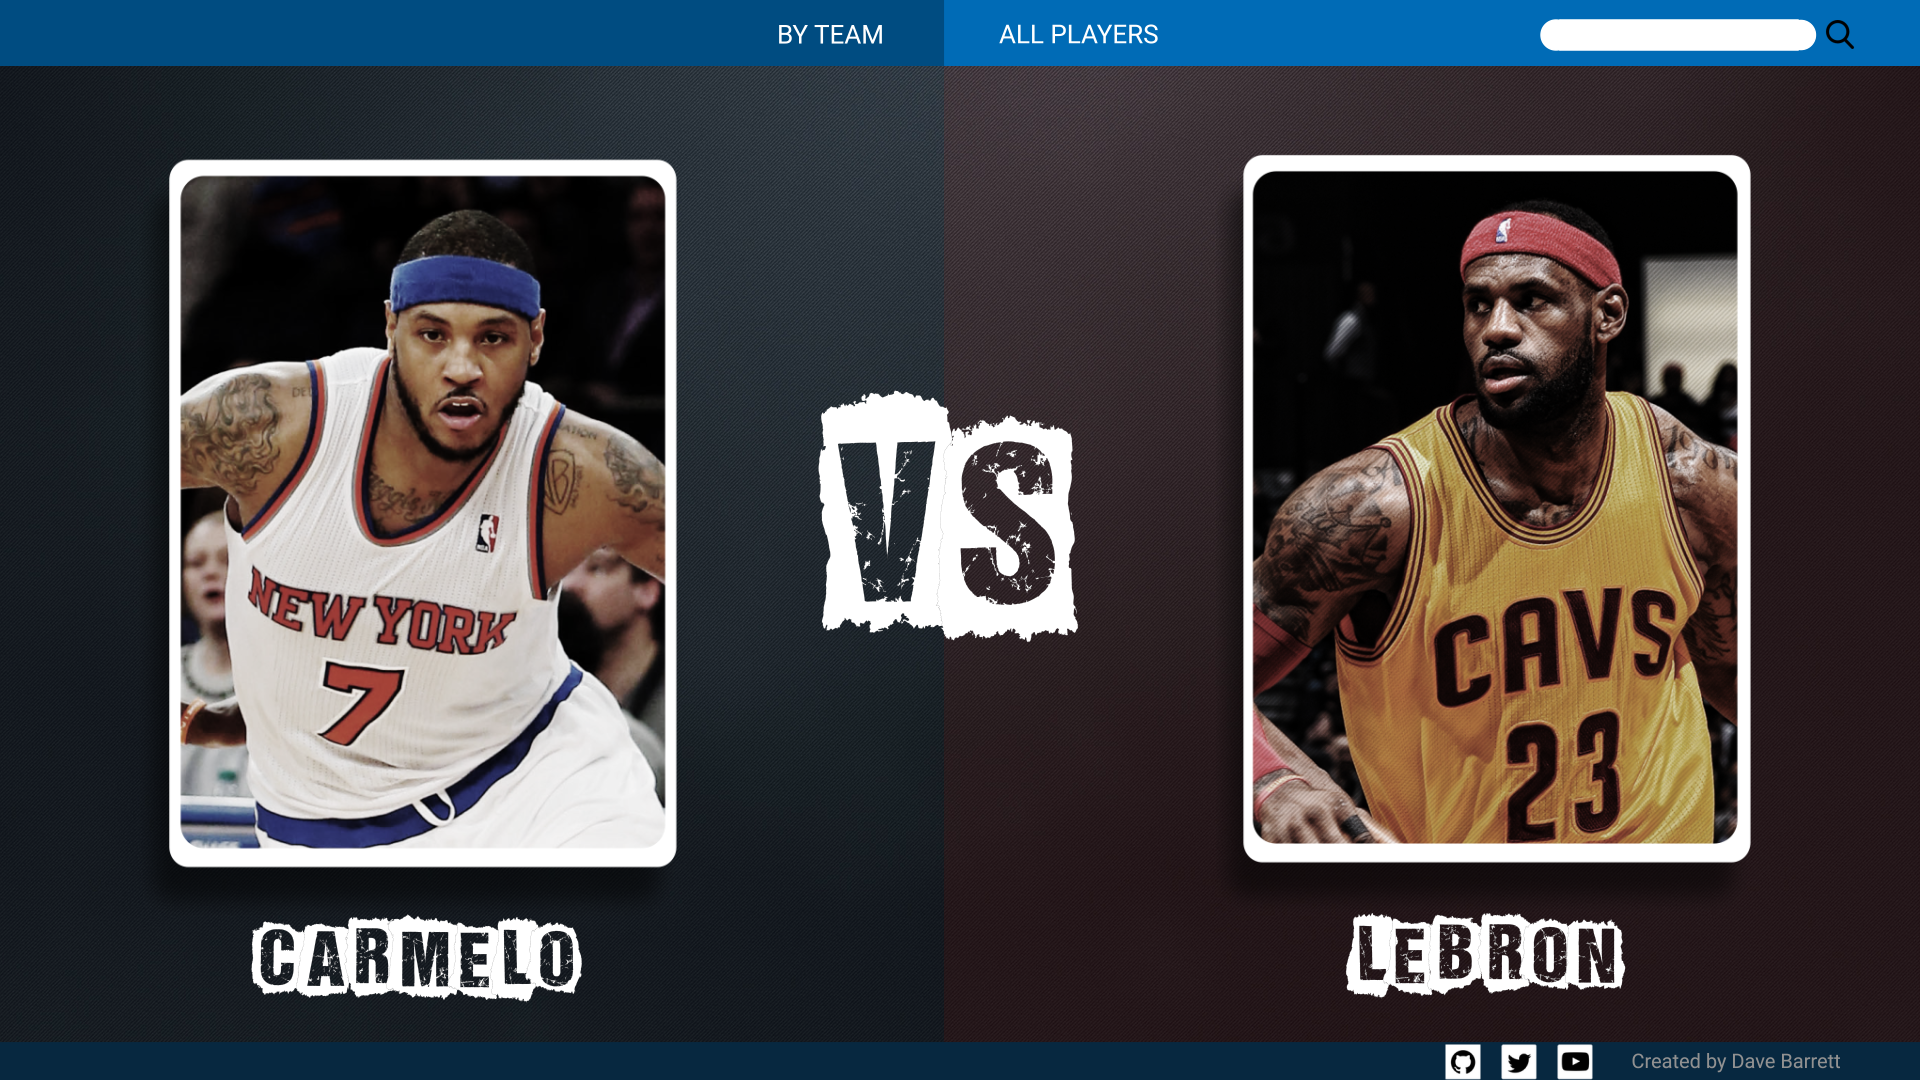 BY TEAM
ALL PLAYERS
NEW YORK
7
VS
CAVS
23
CARMELO
LEBRON
Created by Dave Barrett